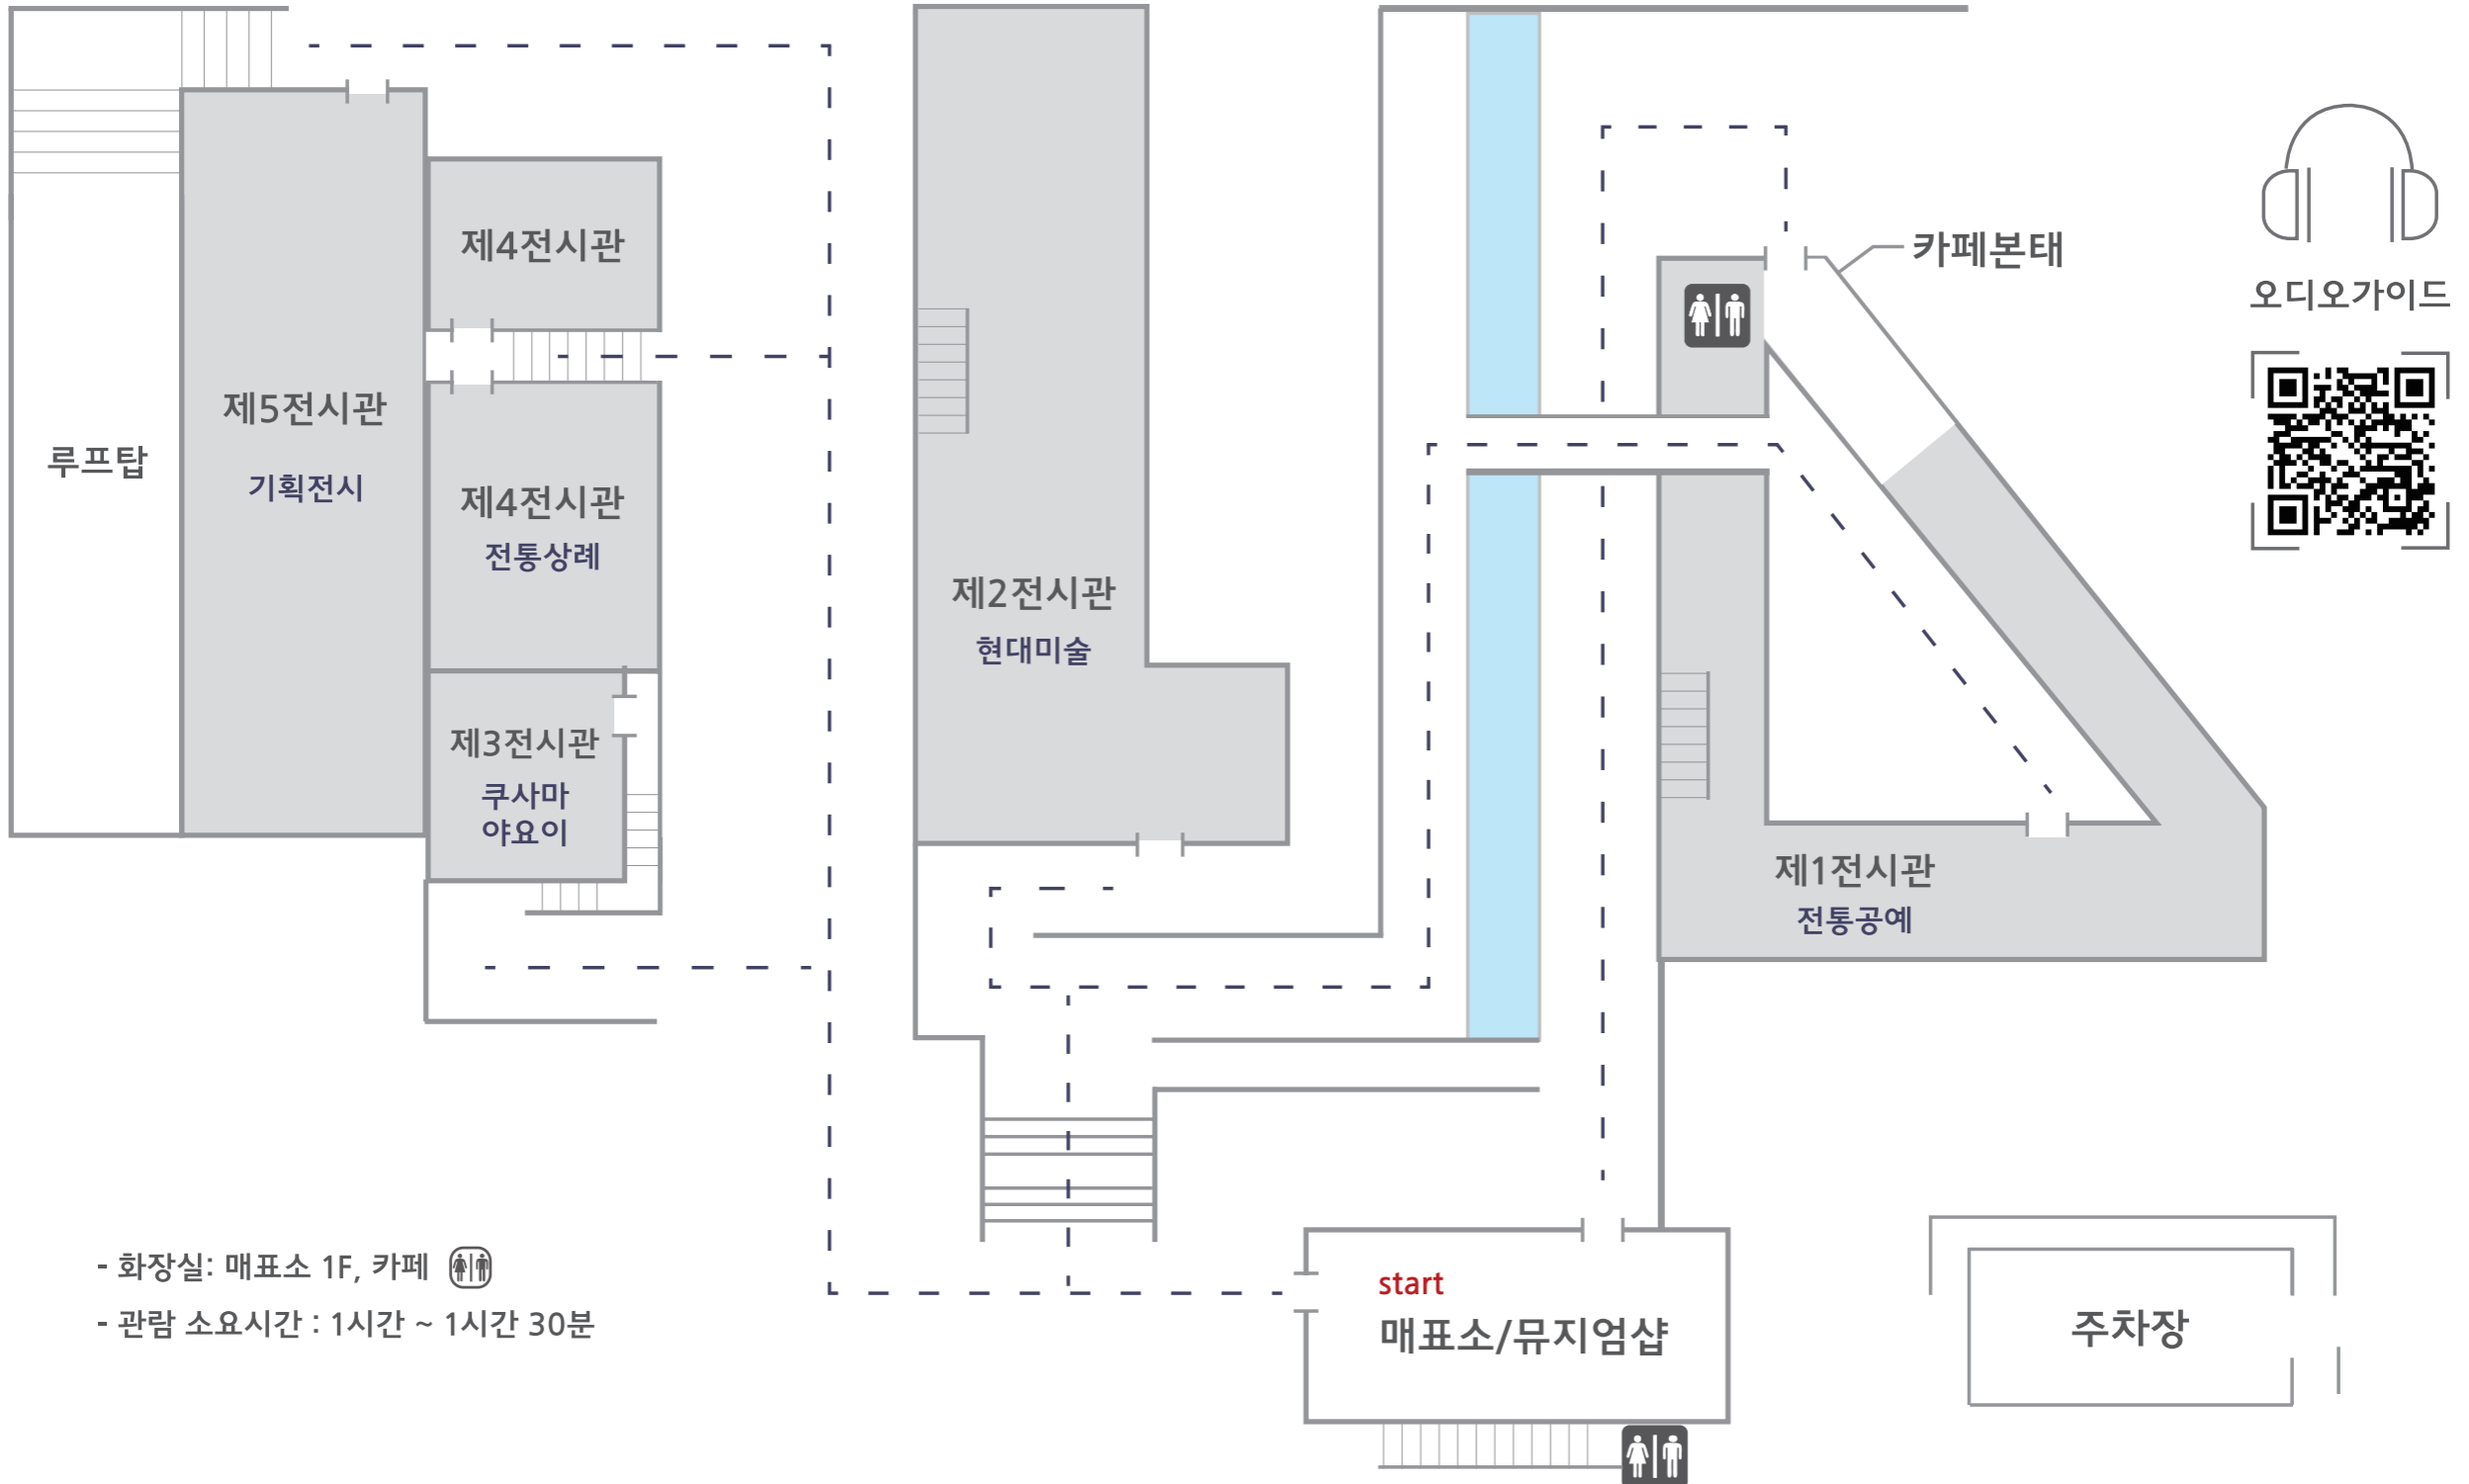 카페본태
오디오가이드
제4전시관
제5전시관
기획전시
루프탑
제4전시관
전통상례
제2전시관
현대미술
제3전시관
쿠사마
야요이
제1전시관
전통공예
- 화장실: 매표소 1F, 카페
- 관람 소요시간 : 1시간 ~ 1시간 30분
start
매표소/뮤지엄샵
주차장